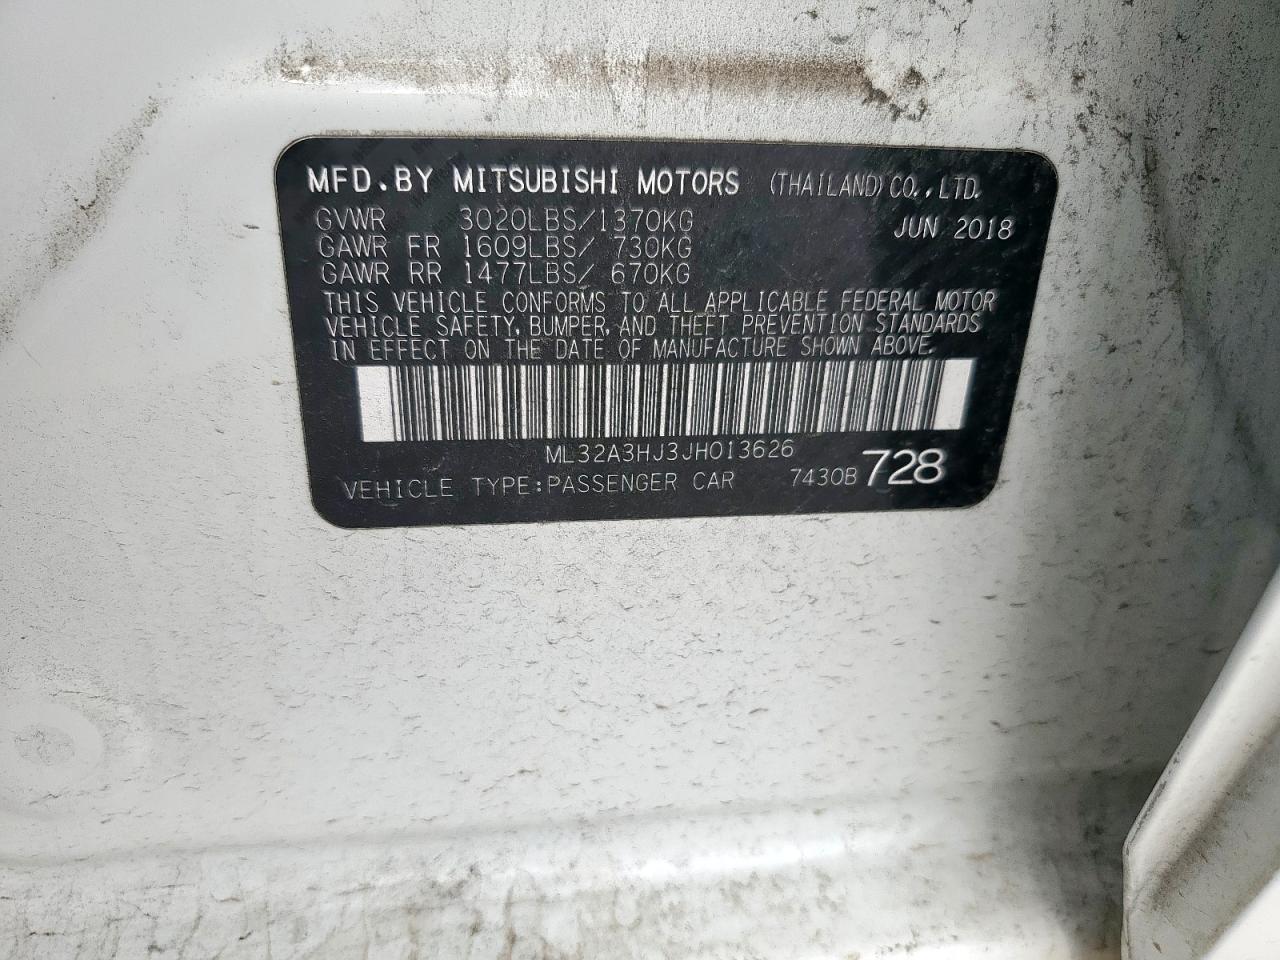 MFD.BY MITSUBISHI MOTORS (THAILAND) CO., LTD.
GVWR 3020LBS/1370KG JUN 2018
GAWR FR 1609LBS/ 730KG
GAWR RR 1477LBS/ 670KG
THIS VEHICLE CONFORMS TO ALL APPLICABLE FEDERAL MOTOR
VEHICLE SAFETY, BUMPER, AND THEFT PREVENTION STANDARDS
IN EFFECT ON THE DATE OF MANUFACTURE SHOWN ABOVE.
ML32A3HJ3JH013626
VEHICLE TYPE:PASSENGER CAR 7430B 728